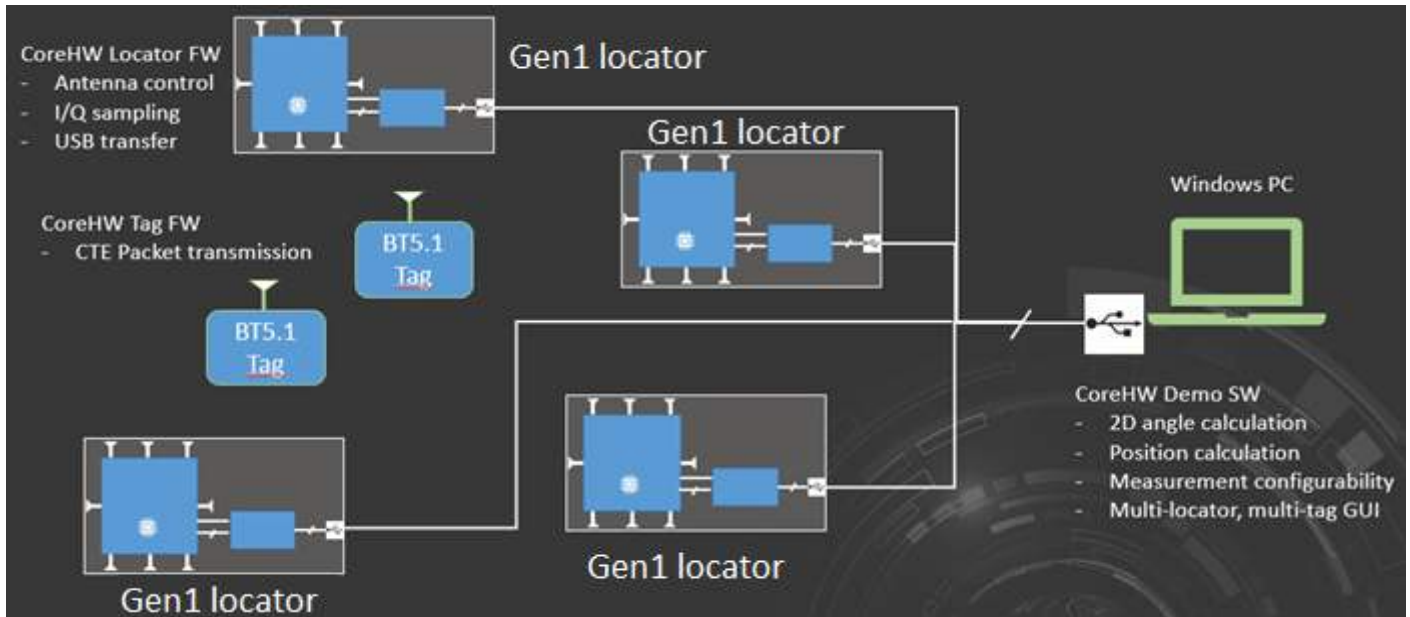 CoreHW Locator FW
- Antenna control
- I/Q sampling
- USB transfer
Gen1 locator
Gen1 locator
Windows PC
CoreHW Tag FW
- CTE Packet transmission
BT5.1
Tag
BT5.1
Tag
CoreHW Demo SW
- 2D angle calculation
- Position calculation
- Measurement configurability
- Multi-locator, multi-tag GUI
Gen1 locator
Gen1 locator